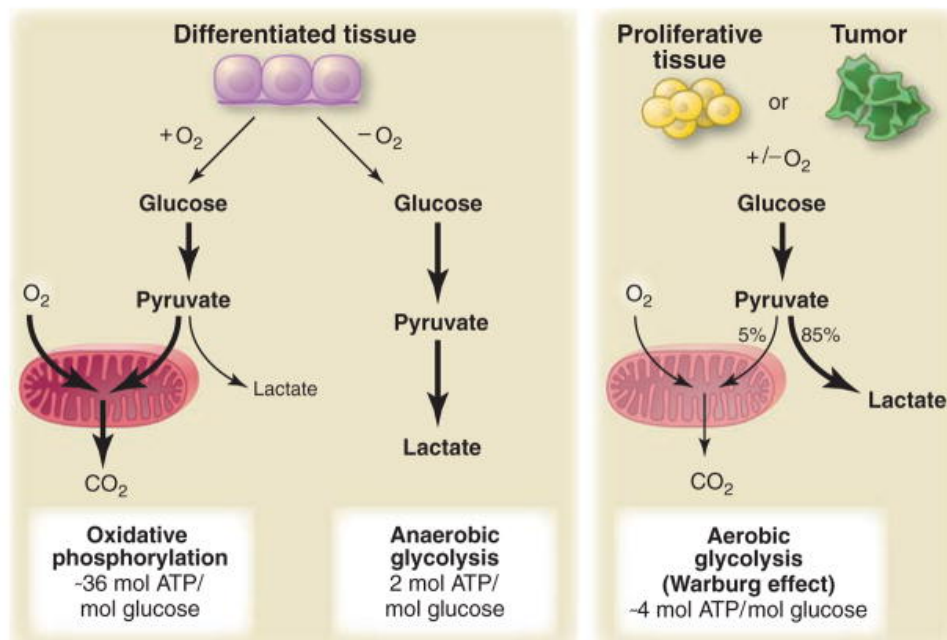 Differentiated tissue
+O₂
−O₂
Glucose
Glucose
O₂
Pyruvate
Pyruvate
Lactate
Lactate
CO₂
Oxidative
phosphorylation
~36 mol ATP/
mol glucose
Anaerobic
glycolysis
2 mol ATP/
mol glucose
Proliferative
tissue
or
Tumor
+/−O₂
Glucose
O₂
Pyruvate
5%
85%
Lactate
CO₂
Aerobic
glycolysis
(Warburg effect)
~4 mol ATP/mol glucose